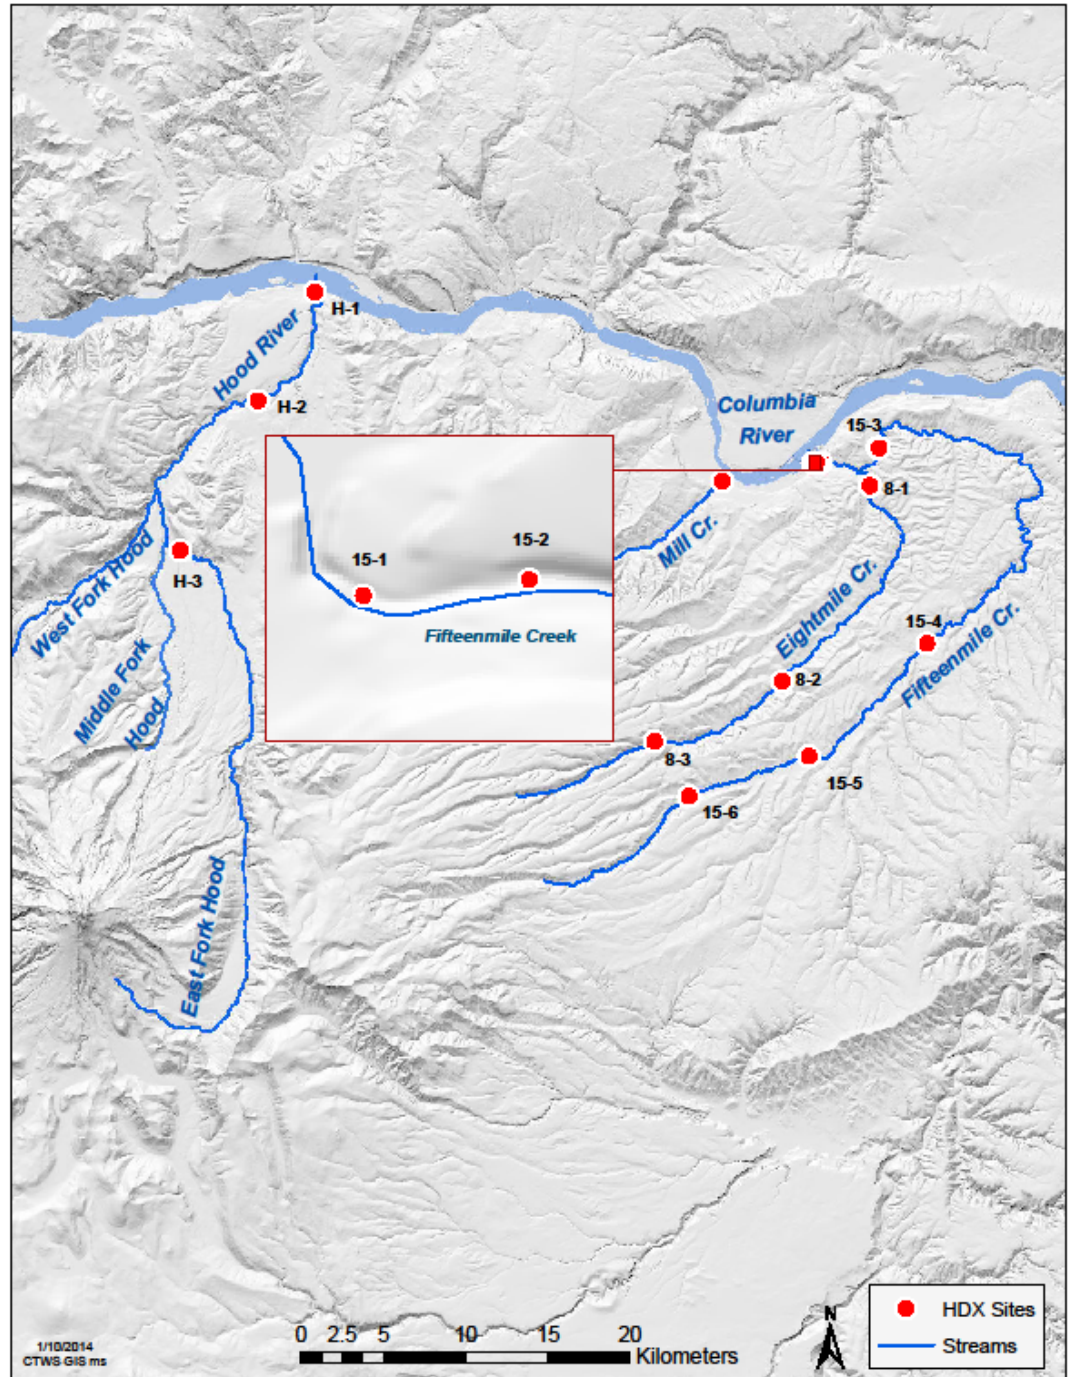 H-1
Hood River
H-2
Columbia
River
15-3
8-1
Mill Cr.
15-1
15-2
Fifteenmile Creek
H-3
West Fork Hood
Middle Fork
Hood
Eightmile Cr.
15-4
Fifteenmile Cr.
8-2
8-3
15-5
15-6
East Fork Hood
N
HDX Sites
Streams
0 2.5 5 10 15 20
Kilometers
1/10/2014
CTWS GIS ms